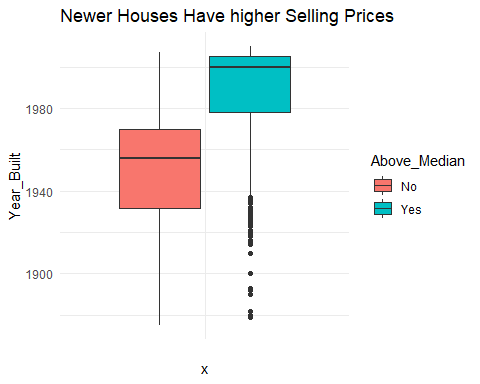 Newer Houses Have higher Selling Prices
Year_Built
1980
1940
1900
x
Above_Median
No
Yes